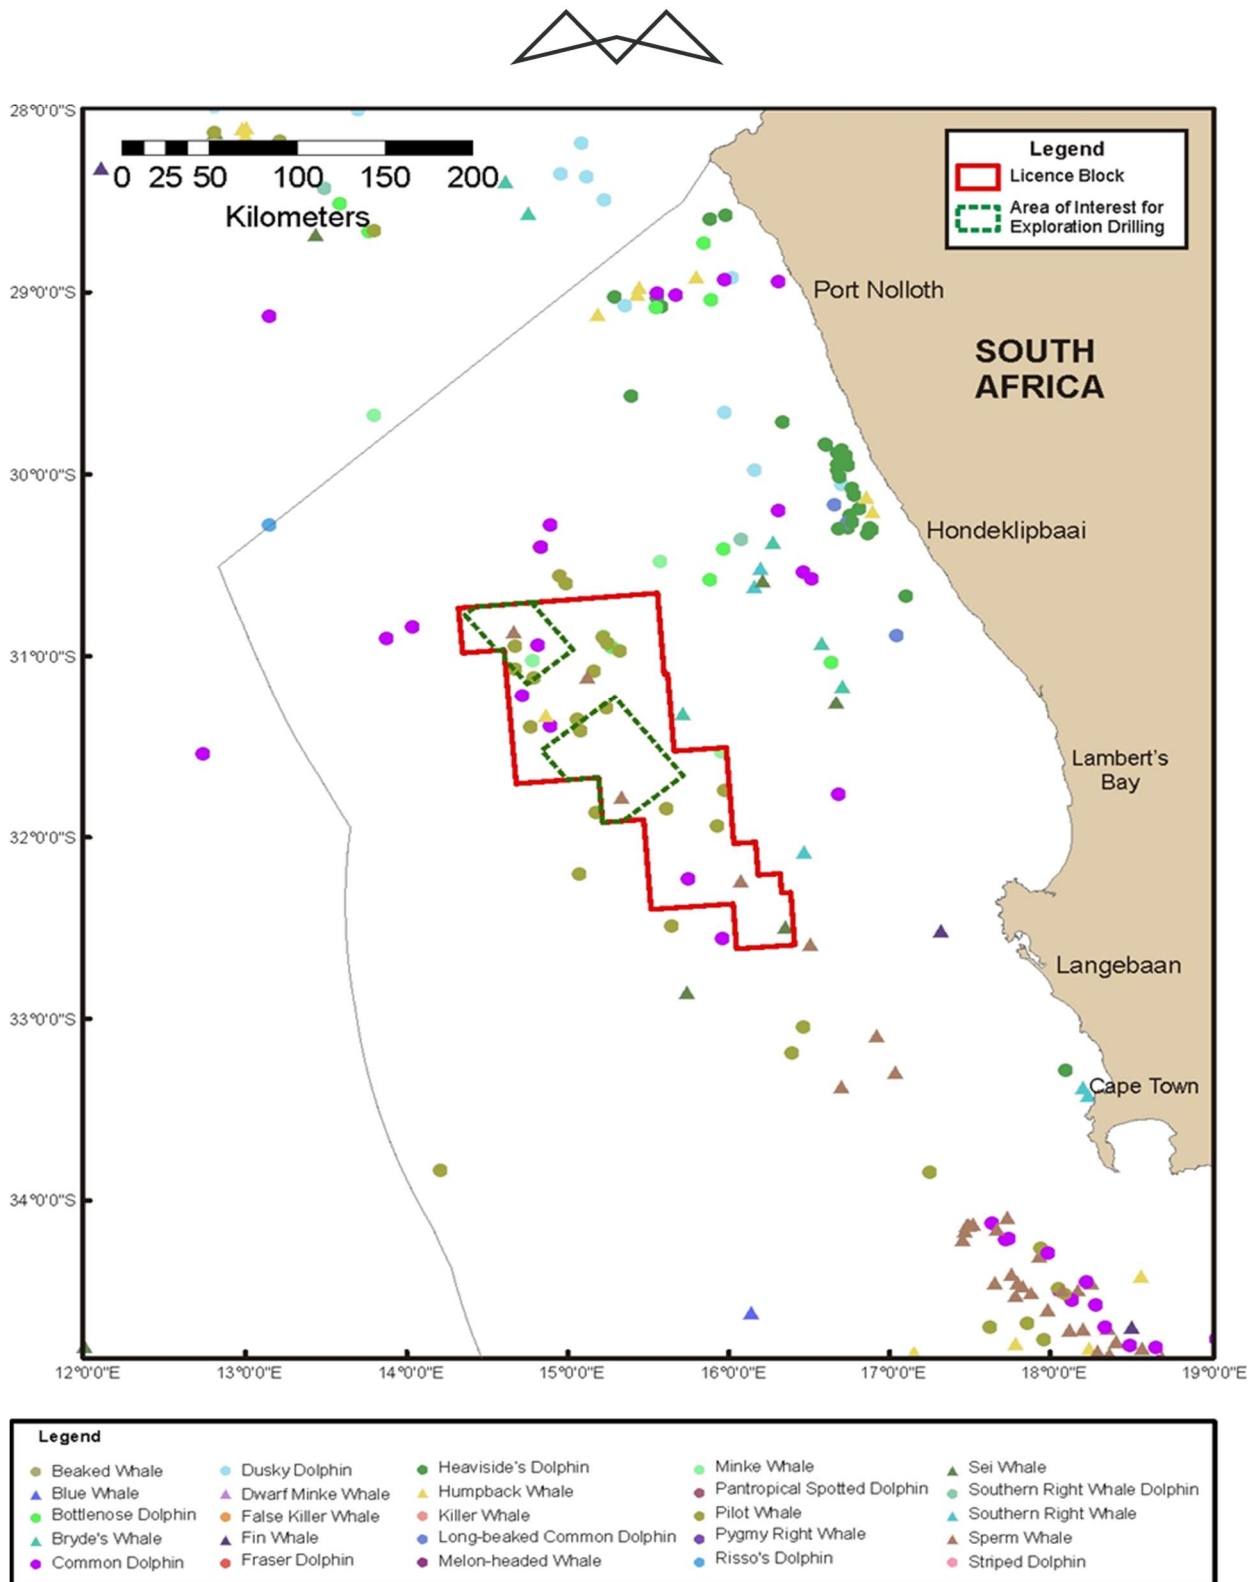 28°0'0"S
0 25 50 100 150 200
Kilometers
Legend
Licence Block
Area of Interest for
Exploration Drilling
29°0'0"S
Port Nolloth
SOUTH
AFRICA
30°0'0"S
Hondeklipbaai
31°0'0"S
Lambert's
Bay
32°0'0"S
Langebaan
33°0'0"S
Cape Town
34°0'0"S
12°0'0"E 13°0'0"E 14°0'0"E 15°0'0"E 16°0'0"E 17°0'0"E 18°0'0"E 19°0'0"E
Legend
Beaked Whale
Blue Whale
Bottlenose Dolphin
Bryde's Whale
Common Dolphin
Dusky Dolphin
Dwarf Minke Whale
False Killer Whale
Fin Whale
Fraser Dolphin
Heaviside's Dolphin
Humpback Whale
Killer Whale
Long-beaked Common Dolphin
Melon-headed Whale
Minke Whale
Pantropical Spotted Dolphin
Pilot Whale
Pygmy Right Whale
Risso's Dolphin
Sei Whale
Southern Right Whale Dolphin
Southern Right Whale
Sperm Whale
Striped Dolphin